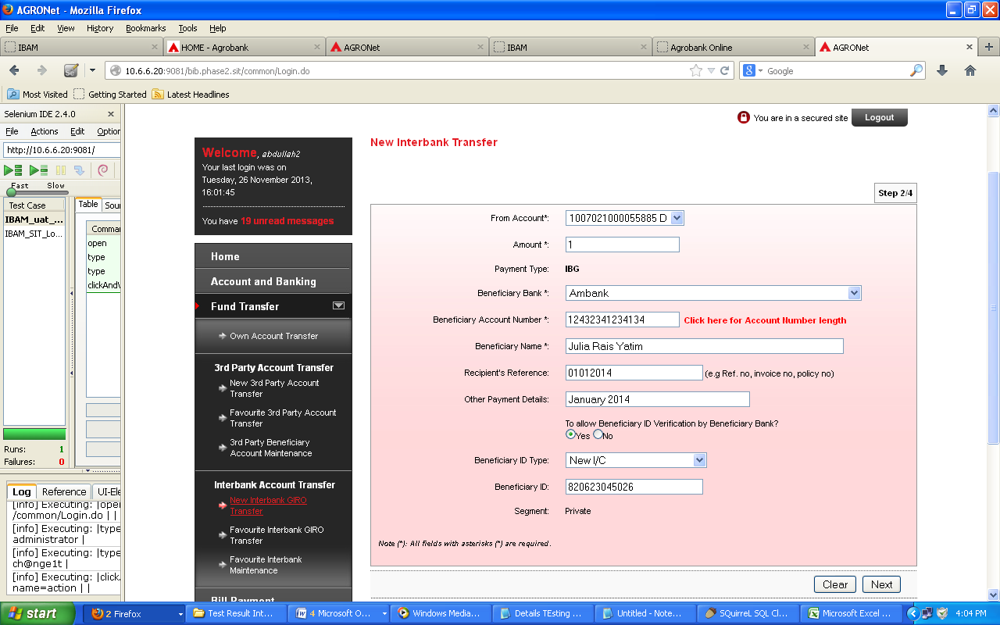 AGRONet - Mozilla Firefox
File Edit View History Bookmarks Tools Help
IBAM
HOME - Agrobank
AGRONet
IBAM
Agrobank Online
AGRONet
10.6.6.20:9081/bib.phase2.sit/common/Login.do
Google
Most Visited Getting Started Latest Headlines
Selenium IDE 2.4.0
File Actions Edit Option
http://10.6.6.20:9081/
Fast Slow
Test Case
IBAM_uat_...
IBAM_SIT_Lo...
Table Sour
Comma
open
type
type
clickAndV
Runs: 1
Failures: 0
Log Reference UI-Ele
[info] Executing: |open
/common/Login.do | |
[info] Executing: |type
administrator |
[info] Executing: |type
ch@nge1t |
[info] Executing: |click
name=action | |
You are in a secured site
Logout
Welcome, abdullah2
Your last login was on
Tuesday, 26 November 2013,
16:01:45
You have 19 unread messages
Home
Account and Banking
Fund Transfer
Own Account Transfer
3rd Party Account Transfer
New 3rd Party Account
Transfer
Favourite 3rd Party Account
Transfer
3rd Party Beneficiary
Account Maintenance
Interbank Account Transfer
New Interbank GIRO
Transfer
Favourite Interbank GIRO
Transfer
Favourite Interbank
Maintenance
Bill Payment
New Interbank Transfer
Step 2/4
From Account*: 1007021000055885 D
Amount *: 1
Payment Type: IBG
Beneficiary Bank *: Ambank
Beneficiary Account Number *: 12432341234134 Click here for Account Number length
Beneficiary Name *: Julia Rais Yatim
Recipient's Reference: 01012014 (e.g Ref. no, invoice no, policy no)
Other Payment Details: January 2014
To allow Beneficiary ID Verification by Beneficiary Bank?
Yes No
Beneficiary ID Type: New I/C
Beneficiary ID: 820623045026
Segment: Private
Note (*): All fields with asterisks (*) are required.
Clear Next
start
2 Firefox
Test Result Int...
4 Microsoft O...
Windows Media...
Details TEsting ...
Untitled - Note...
SQuirreL SQL Cl...
Microsoft Excel ...
4:04 PM